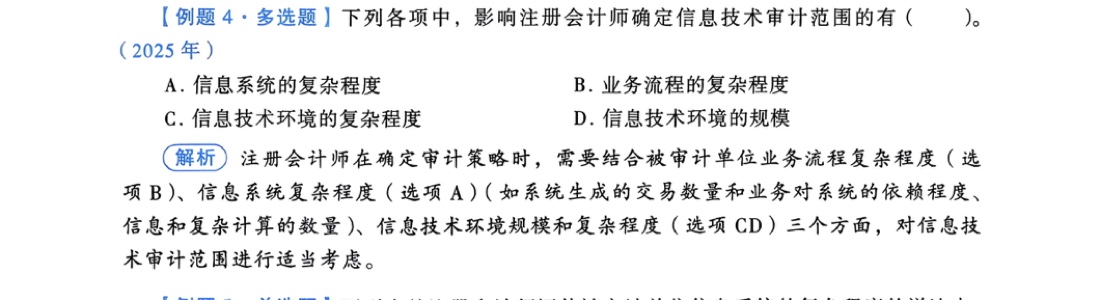 【例题 4·多选题】下列各项中，影响注册会计师确定信息技术审计范围的有（　　）。
（2025 年）
A. 信息系统的复杂程度
B. 业务流程的复杂程度
C. 信息技术环境的复杂程度
D. 信息技术环境的规模
解析 注册会计师在确定审计策略时，需要结合被审计单位业务流程复杂程度（选
项 B）、信息系统复杂程度（选项 A）（如系统生成的交易数量和业务对系统的依赖程度、
信息和复杂计算的数量）、信息技术环境规模和复杂程度（选项 CD）三个方面，对信息技
术审计范围进行适当考虑。